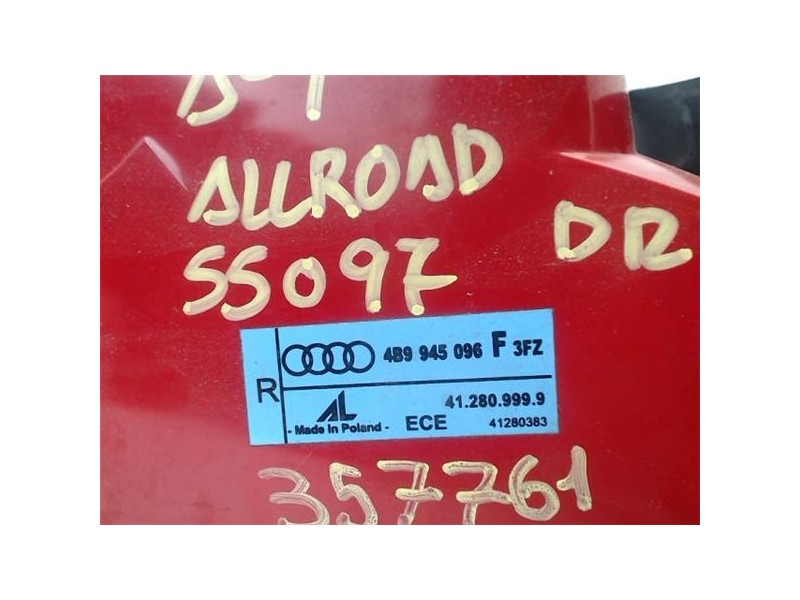 ALLROAD
SS097
DR
4B9 945 096 F 3FZ
R
AL
41.280.999.9
- Made In Poland - ECE 41280383
357761